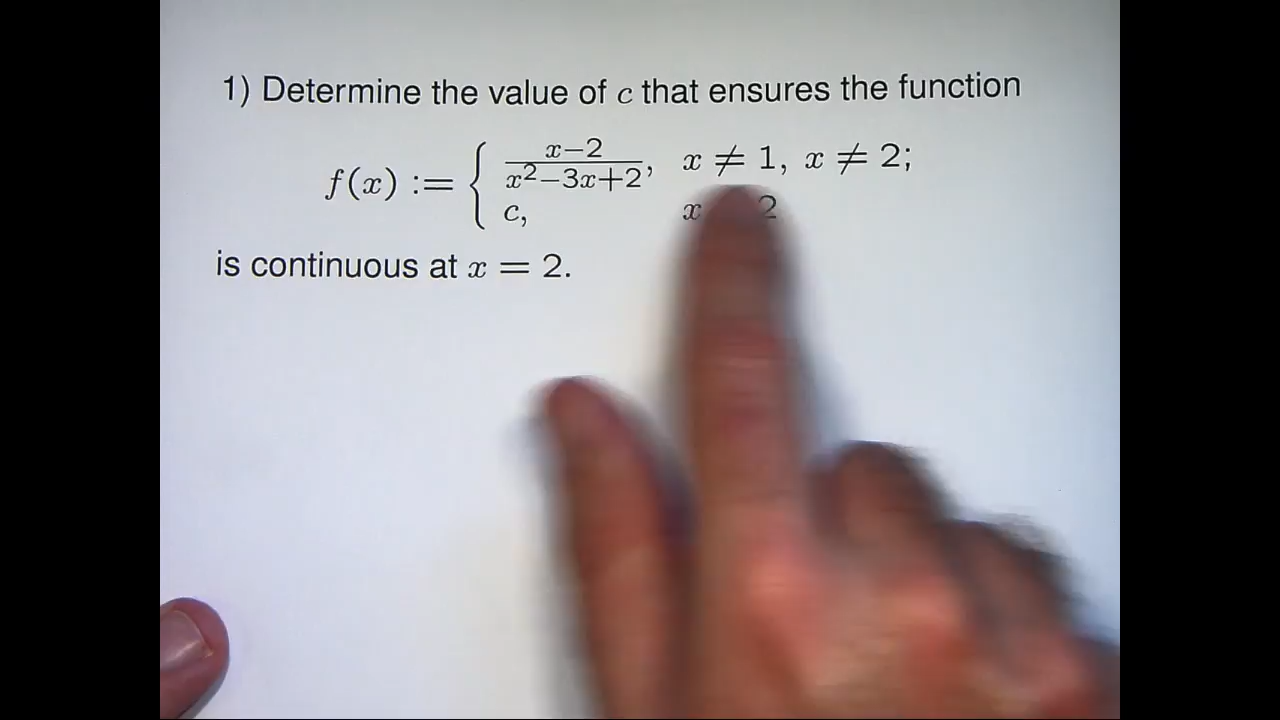 1) Determine the value of c that ensures the function
f(x) := { x−2 / x²−3x+2, x ≠ 1, x ≠ 2;
c, x 2
is continuous at x = 2.